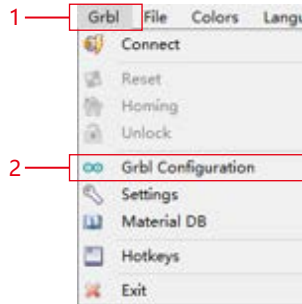 1
Grbl File Colors Langu
Connect
Reset
Homing
Unlock
2
Grbl Configuration
Settings
Material DB
Hotkeys
Exit